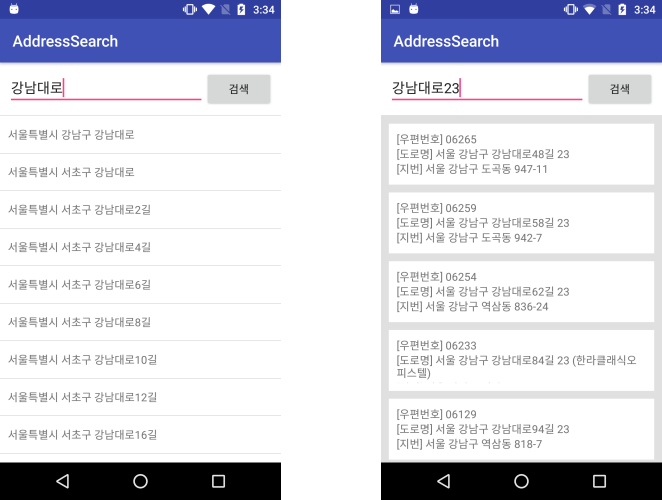 3:34
AddressSearch
강남대로
검색
서울특별시 강남구 강남대로
서울특별시 서초구 강남대로
서울특별시 서초구 강남대로2길
서울특별시 서초구 강남대로4길
서울특별시 서초구 강남대로6길
서울특별시 서초구 강남대로8길
서울특별시 서초구 강남대로10길
서울특별시 서초구 강남대로12길
서울특별시 서초구 강남대로16길
3:34
AddressSearch
강남대로23
검색
[우편번호] 06265
[도로명] 서울 강남구 강남대로48길 23
[지번] 서울 강남구 도곡동 947-11
[우편번호] 06259
[도로명] 서울 강남구 강남대로58길 23
[지번] 서울 강남구 도곡동 942-7
[우편번호] 06254
[도로명] 서울 강남구 강남대로62길 23
[지번] 서울 강남구 역삼동 836-24
[우편번호] 06233
[도로명] 서울 강남구 강남대로84길 23 (한라클래식오
피스텔)
[우편번호] 06129
[도로명] 서울 강남구 강남대로94길 23
[지번] 서울 강남구 역삼동 818-7